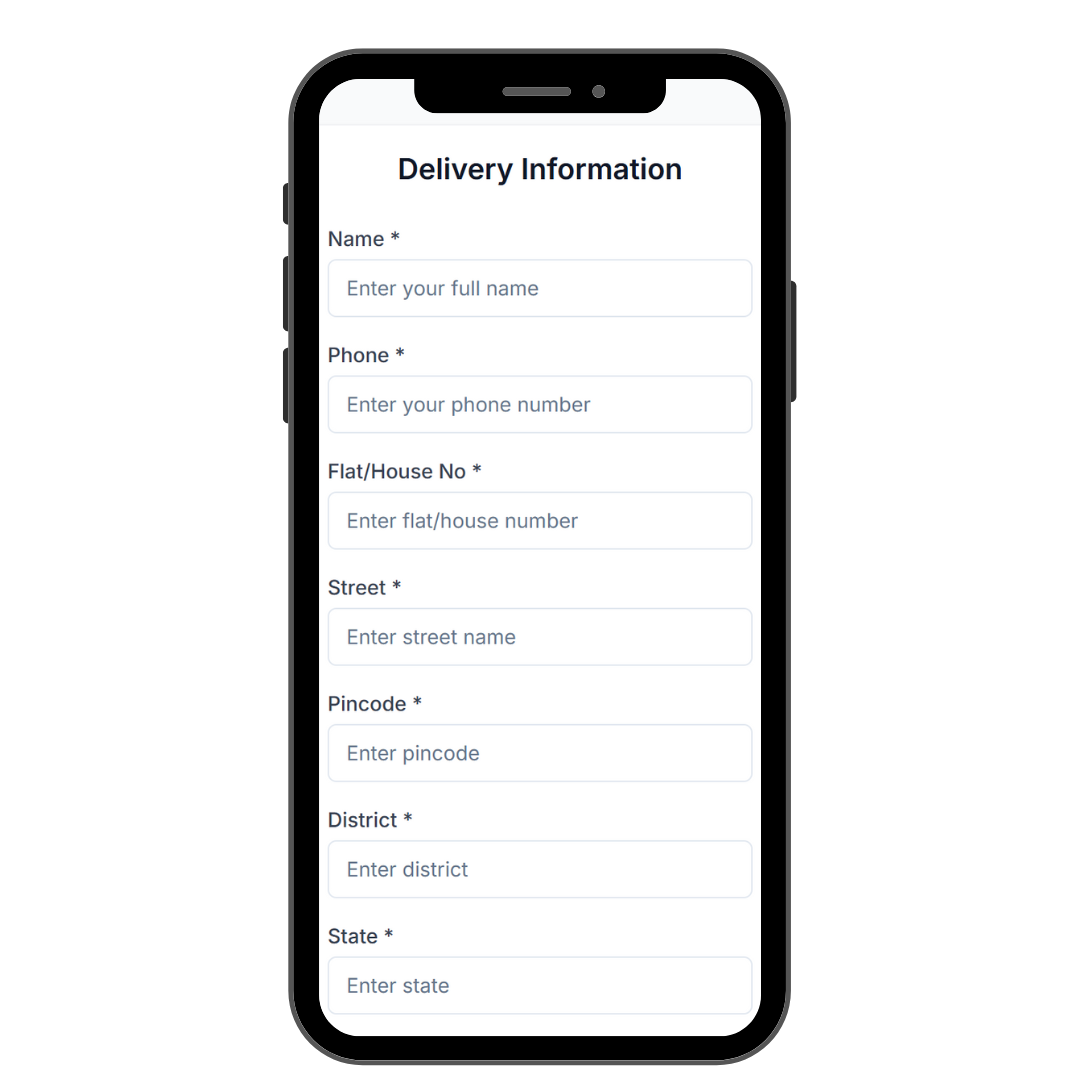 Delivery Information
Name *
Enter your full name
Phone *
Enter your phone number
Flat/House No *
Enter flat/house number
Street *
Enter street name
Pincode *
Enter pincode
District *
Enter district
State *
Enter state